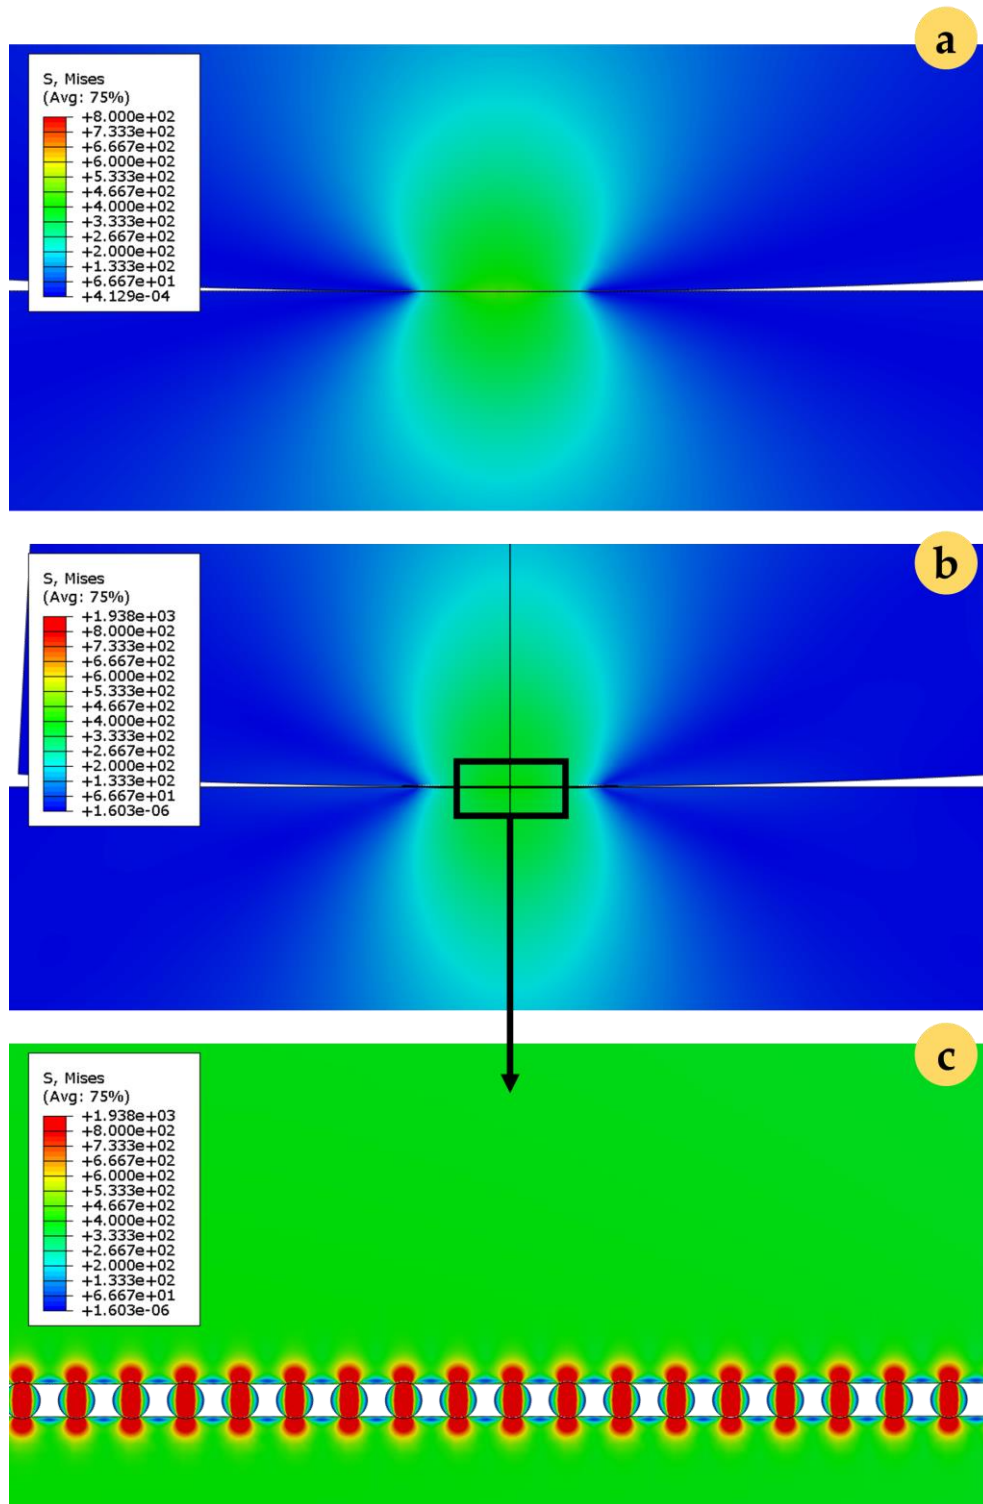 a
S, Mises
(Avg: 75%)
+8.000e+02
+7.333e+02
+6.667e+02
+6.000e+02
+5.333e+02
+4.667e+02
+4.000e+02
+3.333e+02
+2.667e+02
+2.000e+02
+1.333e+02
+6.667e+01
+4.129e-04
b
S, Mises
(Avg: 75%)
+1.938e+03
+8.000e+02
+7.333e+02
+6.667e+02
+6.000e+02
+5.333e+02
+4.667e+02
+4.000e+02
+3.333e+02
+2.667e+02
+2.000e+02
+1.333e+02
+6.667e+01
+1.603e-06
c
S, Mises
(Avg: 75%)
+1.938e+03
+8.000e+02
+7.333e+02
+6.667e+02
+6.000e+02
+5.333e+02
+4.667e+02
+4.000e+02
+3.333e+02
+2.667e+02
+2.000e+02
+1.333e+02
+6.667e+01
+1.603e-06